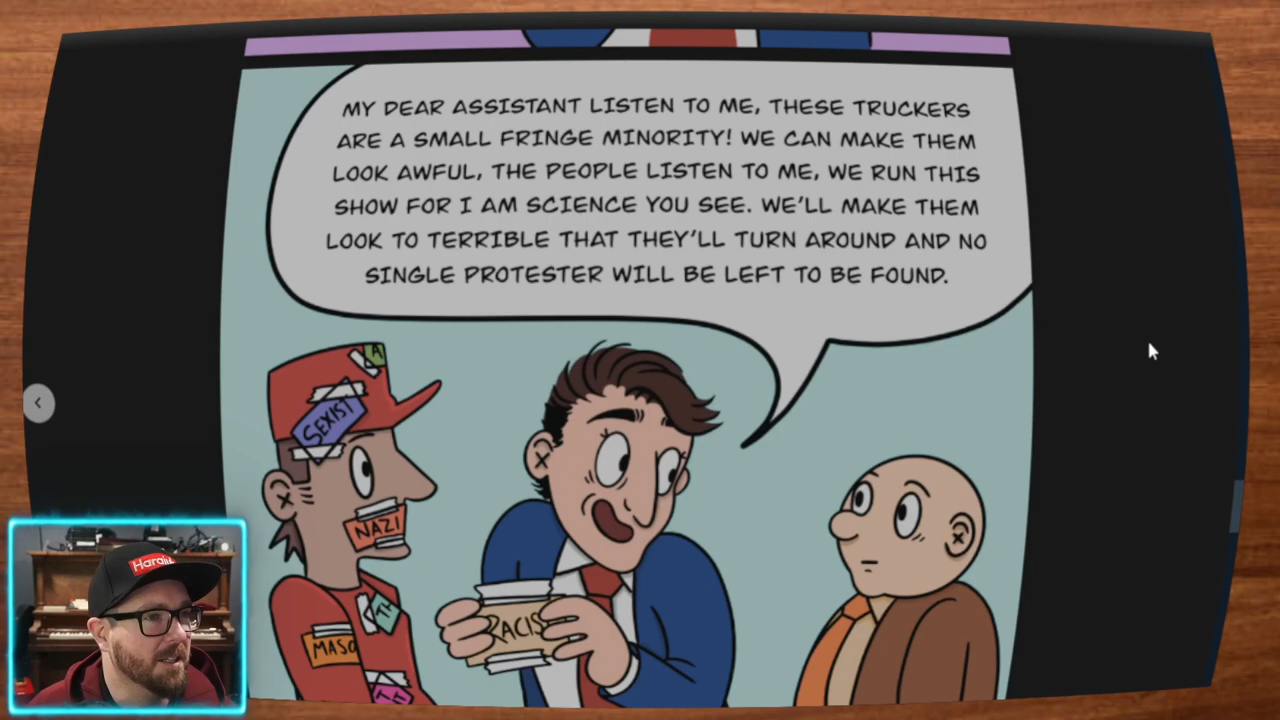 MY DEAR ASSISTANT LISTEN TO ME, THESE TRUCKERS
ARE A SMALL FRINGE MINORITY! WE CAN MAKE THEM
LOOK AWFUL, THE PEOPLE LISTEN TO ME, WE RUN THIS
SHOW FOR I AM SCIENCE YOU SEE. WE'LL MAKE THEM
LOOK TO TERRIBLE THAT THEY'LL TURN AROUND AND NO
SINGLE PROTESTER WILL BE LEFT TO BE FOUND.
A
SEXIST
NAZI
RACIS
MASO